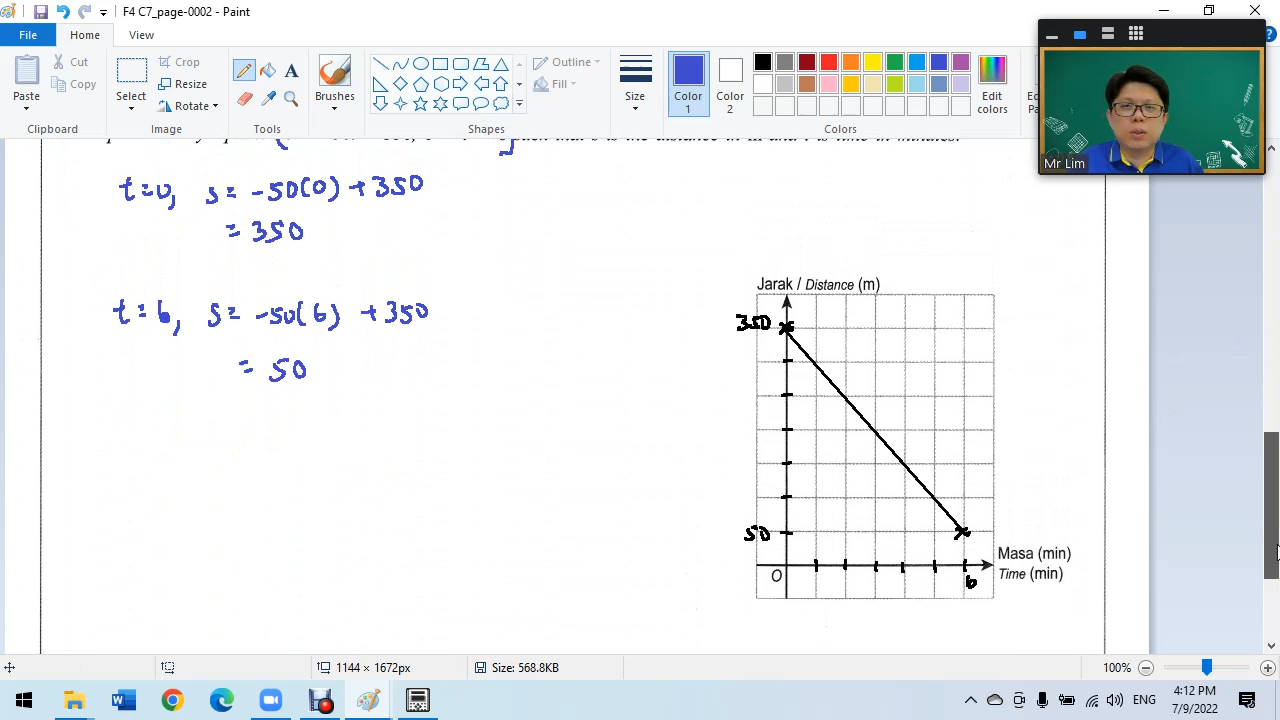 F4 C7_page-0002 - Paint
File Home View
Paste Cut Copy Clipboard
Select Crop Resize Rotate Image
A Tools
Brushes
Outline Fill Shapes
Size
Color 1
Color 2
Edit colors
Colors
Mr Lim
t=0, s= -50(0) +350
= 350
t=6, s= -50(6) +350
= 50
Jarak / Distance (m)
350
50
O
6
Masa (min)
Time (min)
1144 × 1672px
Size: 568.8KB
100%
ENG
4:12 PM
7/9/2022